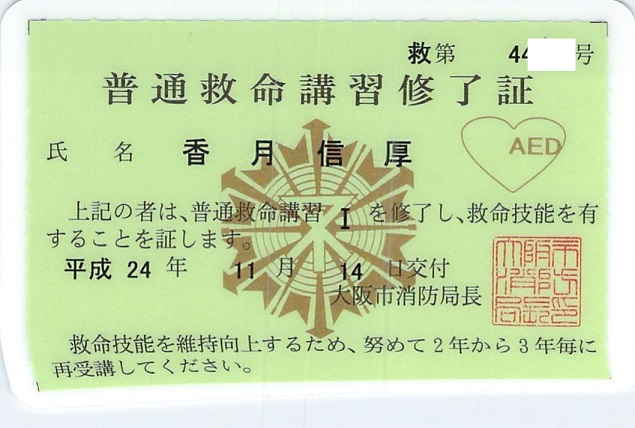 救第 44 号
普通救命講習修了証
氏名 香月信厚
AED
上記の者は、普通救命講習 I を修了し、救命技能を有
することを証します。
平成 24 年 11 月 14 日交付
大阪市消防局長
救命技能を維持向上するため、努めて2年から3年毎に
再受講してください。